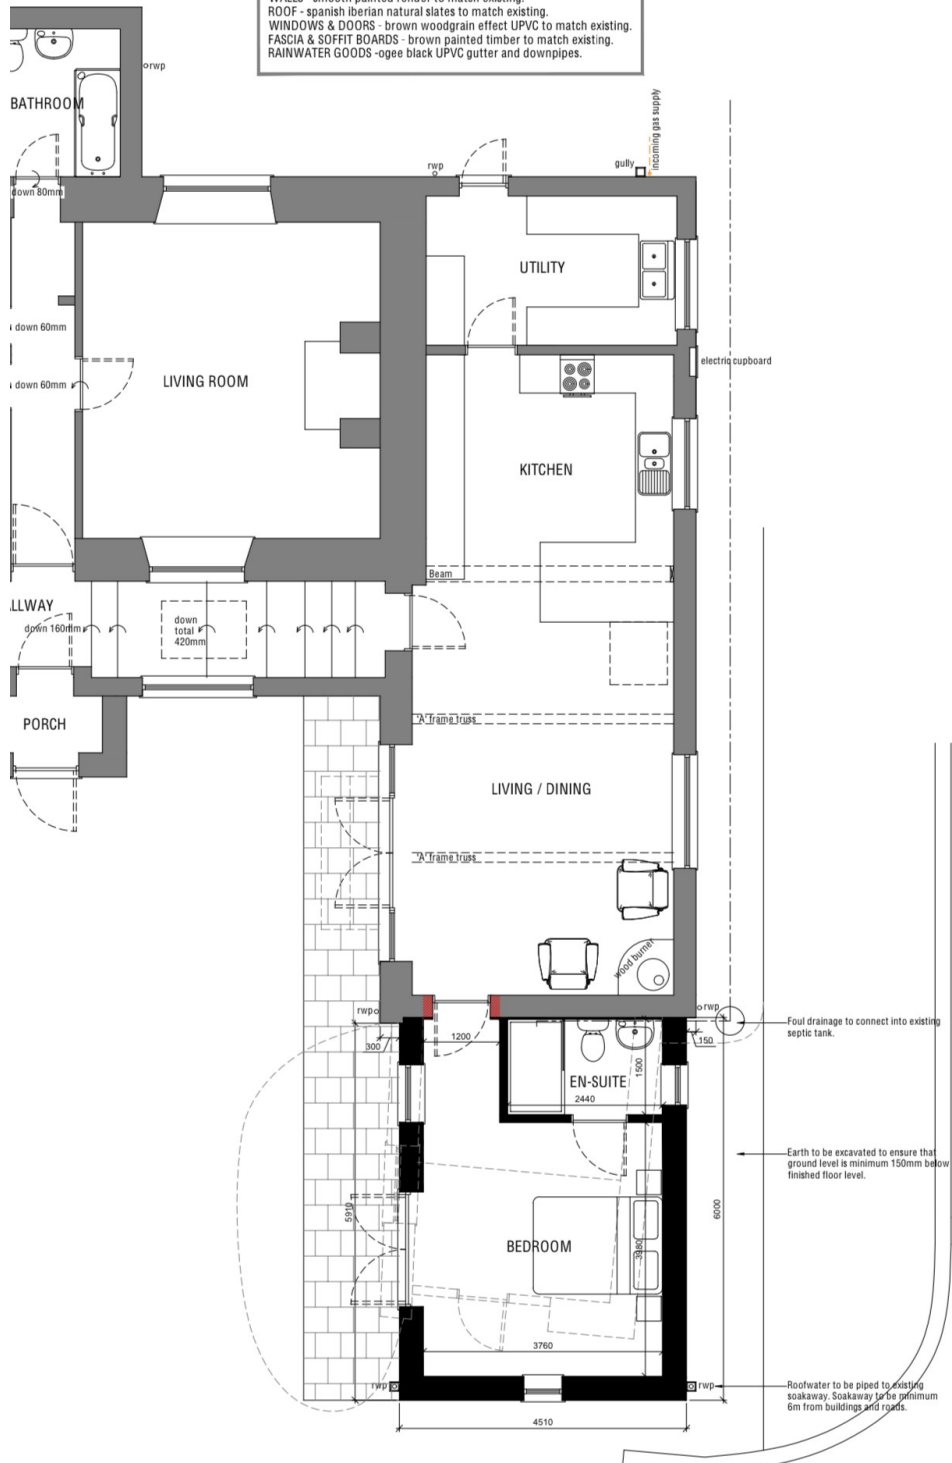 ROOF - spanish iberian natural slates to match existing.
WINDOWS & DOORS - brown woodgrain effect UPVC to match existing.
FASCIA & SOFFIT BOARDS - brown painted timber to match existing.
RAINWATER GOODS -ogee black UPVC gutter and downpipes.
rwp
BATHROOM
incoming gas supply
gully
rwp
down 80mm
UTILITY
down 60mm
electric cupboard
down 60mm
LIVING ROOM
KITCHEN
Beam
LLWAY
down 160mm
down
total
420mm
PORCH
'A' frame truss
LIVING / DINING
'A' frame truss
wood burner
rwp
rwp
Foul drainage to connect into existing
septic tank.
300
1200
150
1500
EN-SUITE
2440
Earth to be excavated to ensure that
ground level is minimum 150mm below
finished floor level.
5910
6000
BEDROOM
3980
3760
rwp
rwp
Roofwater to be piped to existing
soakaway. Soakaway to be minimum
6m from buildings and roads.
4510